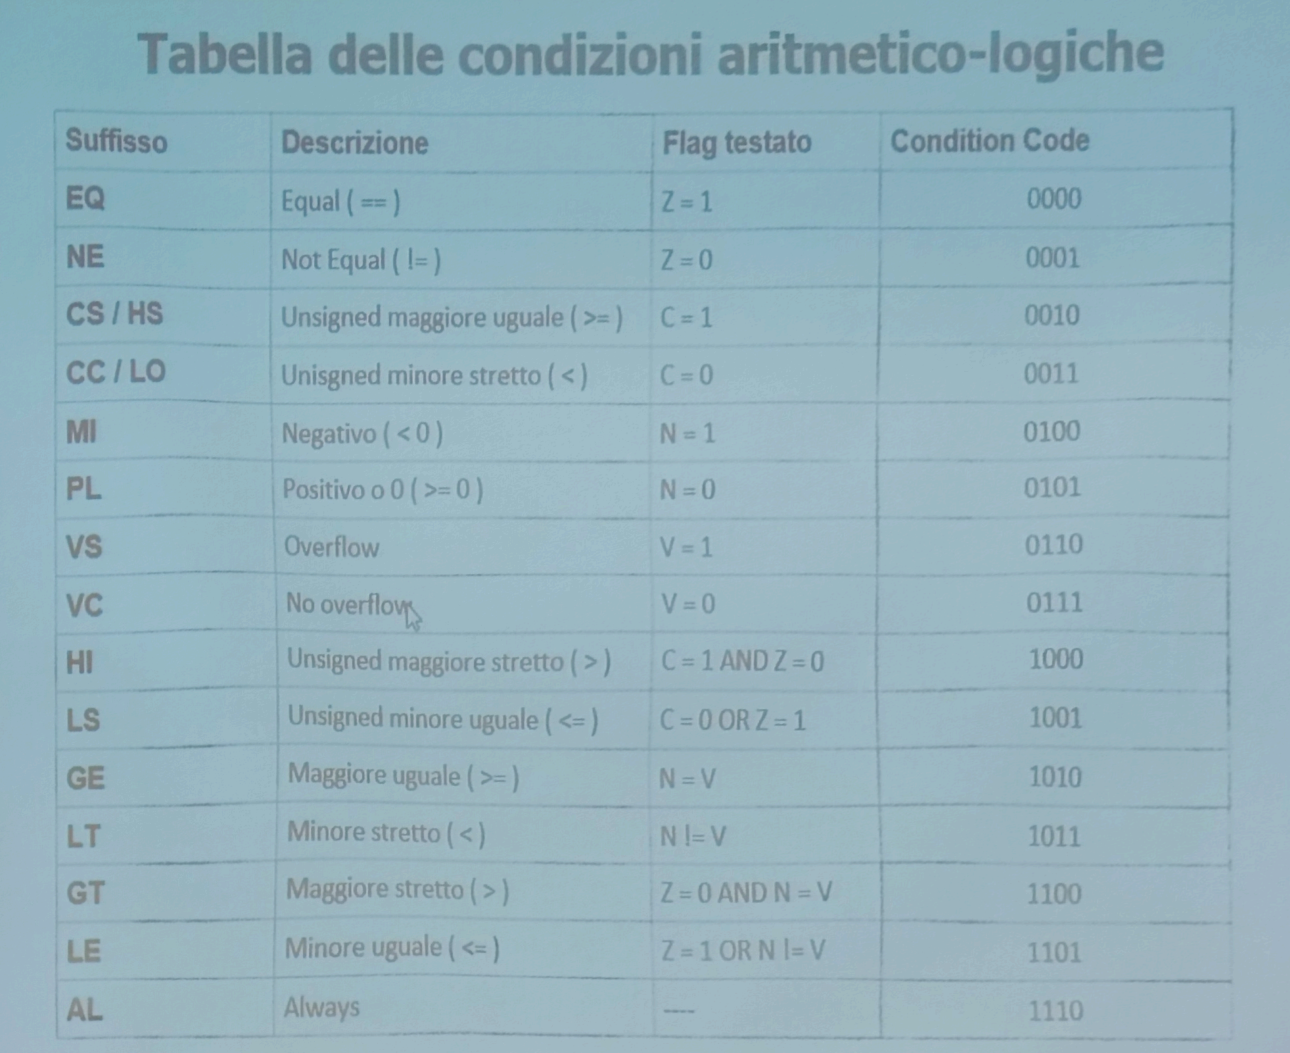 Tabella delle condizioni aritmetico-logiche
Suffisso Descrizione Flag testato Condition Code
EQ Equal ( == ) Z = 1 0000
NE Not Equal ( != ) Z = 0 0001
CS / HS Unsigned maggiore uguale ( >= ) C = 1 0010
CC / LO Unisgned minore stretto ( < ) C = 0 0011
MI Negativo ( < 0 ) N = 1 0100
PL Positivo o 0 ( >= 0 ) N = 0 0101
VS Overflow V = 1 0110
VC No overflow V = 0 0111
HI Unsigned maggiore stretto ( > ) C = 1 AND Z = 0 1000
LS Unsigned minore uguale ( <= ) C = 0 OR Z = 1 1001
GE Maggiore uguale ( >= ) N = V 1010
LT Minore stretto ( < ) N != V 1011
GT Maggiore stretto ( > ) Z = 0 AND N = V 1100
LE Minore uguale ( <= ) Z = 1 OR N != V 1101
AL Always ---- 1110